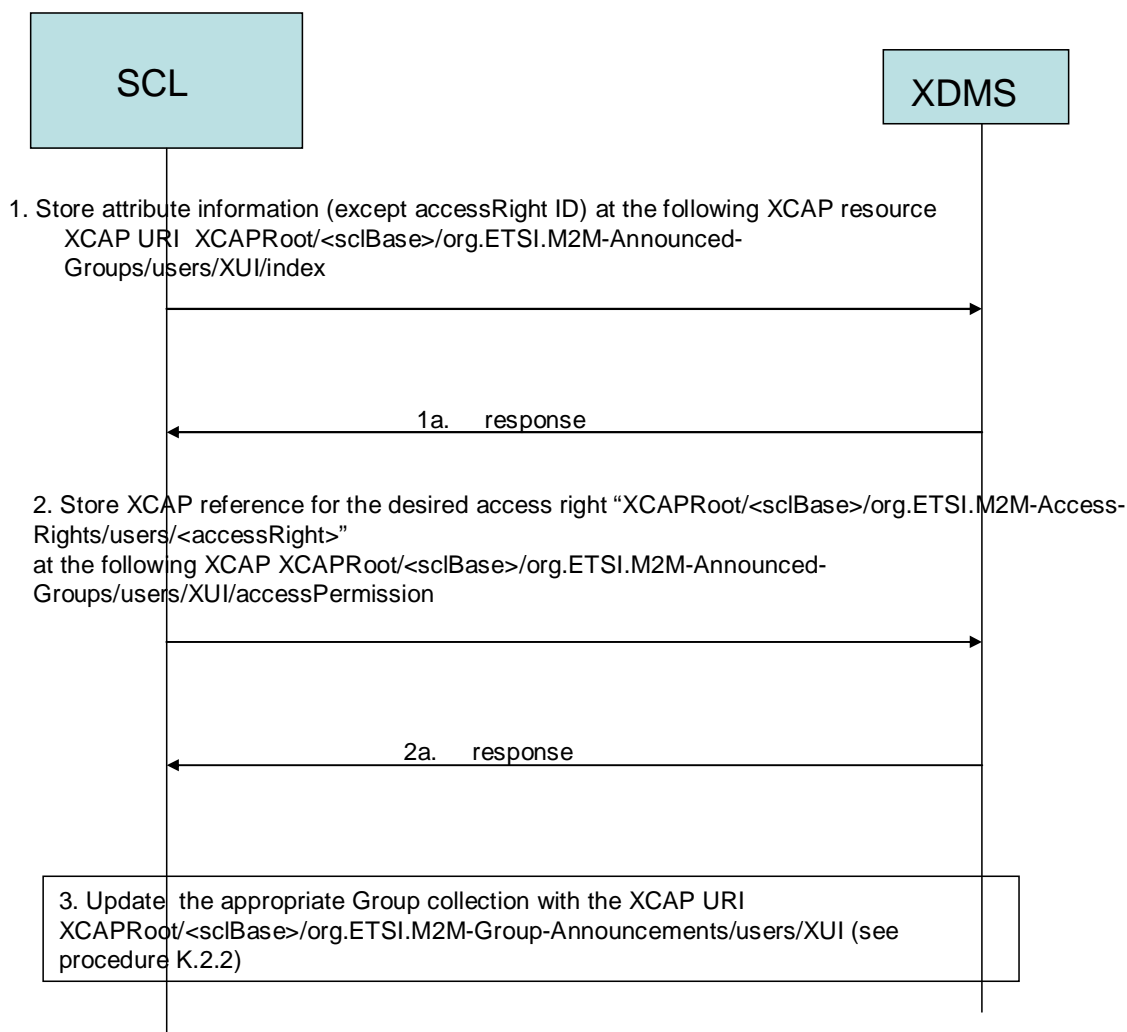 SCL
XDMS
1. Store attribute information (except accessRight ID) at the following XCAP resource
XCAP URI XCAPRoot/<sclBase>/org.ETSI.M2M-Announced-
Groups/users/XUI/index
1a. response
2. Store XCAP reference for the desired access right “XCAPRoot/<sclBase>/org.ETSI.M2M-Access-
Rights/users/<accessRight>”
at the following XCAP XCAPRoot/<sclBase>/org.ETSI.M2M-Announced-
Groups/users/XUI/accessPermission
2a. response
3. Update the appropriate Group collection with the XCAP URI
XCAPRoot/<sclBase>/org.ETSI.M2M-Group-Announcements/users/XUI (see
procedure K.2.2)